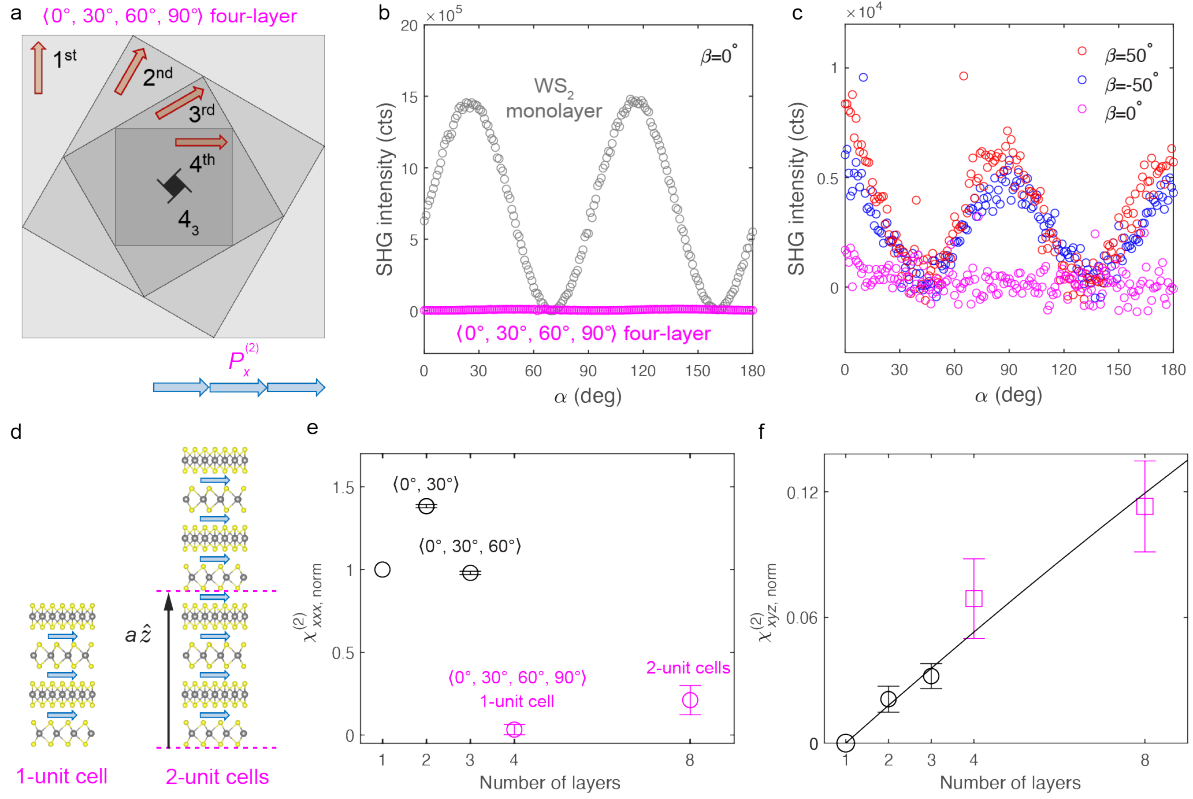 a
⟨0°, 30°, 60°, 90°⟩ four-layer
1st
2nd
3rd
4th
4₃
Pₓ⁽²⁾
b
×10⁵
20
15
10
5
0
SHG intensity (cts)
β=0°
WS₂
monolayer
⟨0°, 30°, 60°, 90°⟩ four-layer
0 30 60 90 120 150 180
α (deg)
c
×10⁴
1
0.5
0
SHG intensity (cts)
β=50°
β=-50°
β=0°
0 30 60 90 120 150 180
α (deg)
d
aẑ
1-unit cell
2-unit cells
e
χ⁽²⁾xxx, norm
1.5
1
0.5
0
⟨0°, 30°⟩
⟨0°, 30°, 60°⟩
⟨0°, 30°, 60°, 90°⟩
1-unit cell
2-unit cells
1 2 3 4 8
Number of layers
f
χ⁽²⁾xyz, norm
0.12
0.06
0
1 2 3 4 8
Number of layers